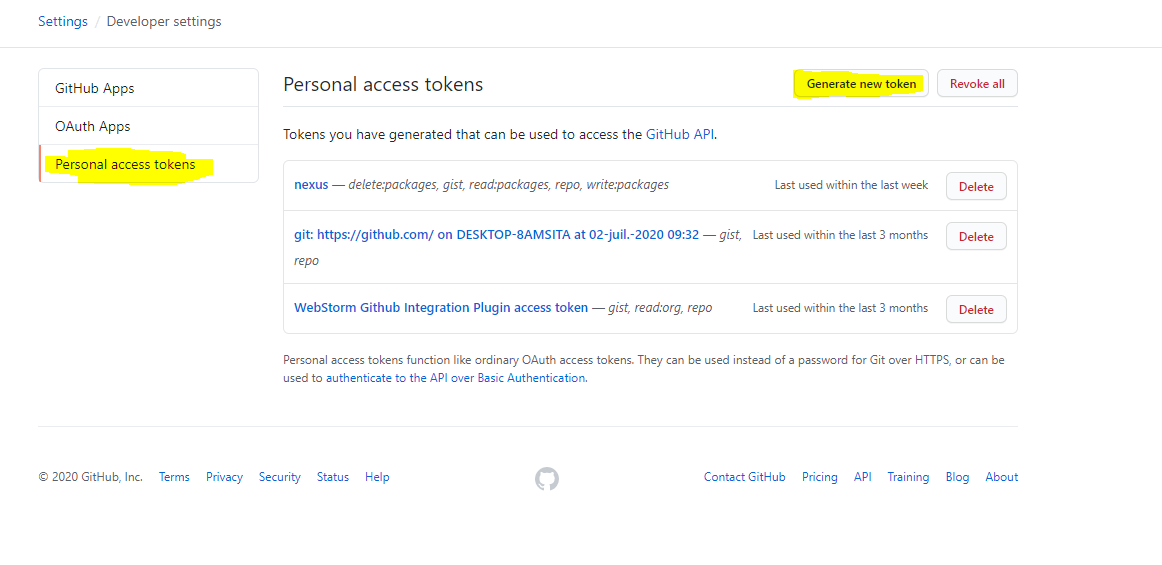 Settings / Developer settings
GitHub Apps
OAuth Apps
Personal access tokens
Personal access tokens
Generate new token
Revoke all
Tokens you have generated that can be used to access the GitHub API.
nexus — delete:packages, gist, read:packages, repo, write:packages
Last used within the last week
Delete
git: https://github.com/ on DESKTOP-8AMSITA at 02-juil.-2020 09:32 — gist,
repo
Last used within the last 3 months
Delete
WebStorm Github Integration Plugin access token — gist, read:org, repo
Last used within the last 3 months
Delete
Personal access tokens function like ordinary OAuth access tokens. They can be used instead of a password for Git over HTTPS, or can be
used to authenticate to the API over Basic Authentication.
© 2020 GitHub, Inc. Terms Privacy Security Status Help
Contact GitHub Pricing API Training Blog About